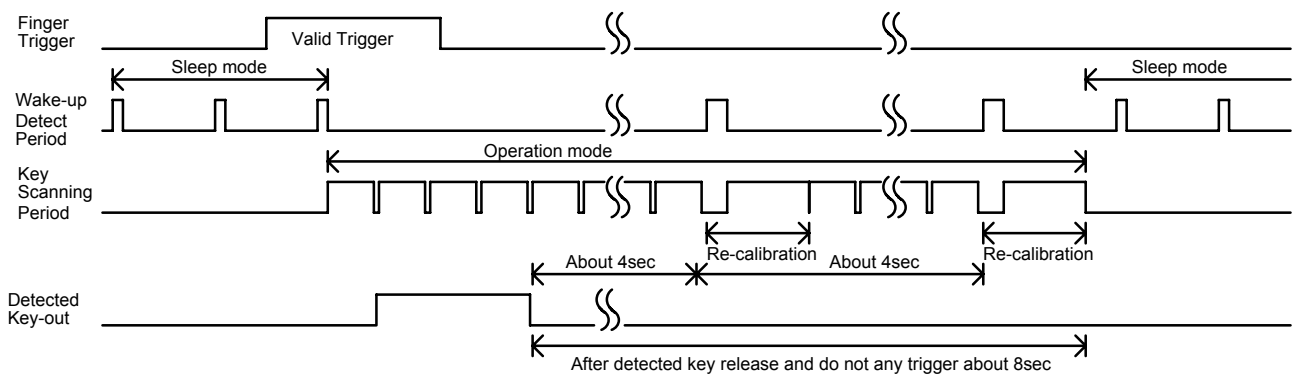 Finger
Trigger
Valid Trigger
Sleep mode
Sleep mode
Wake-up
Detect
Period
Operation mode
Key
Scanning
Period
Re-calibration
Re-calibration
About 4sec
About 4sec
Detected
Key-out
After detected key release and do not any trigger about 8sec